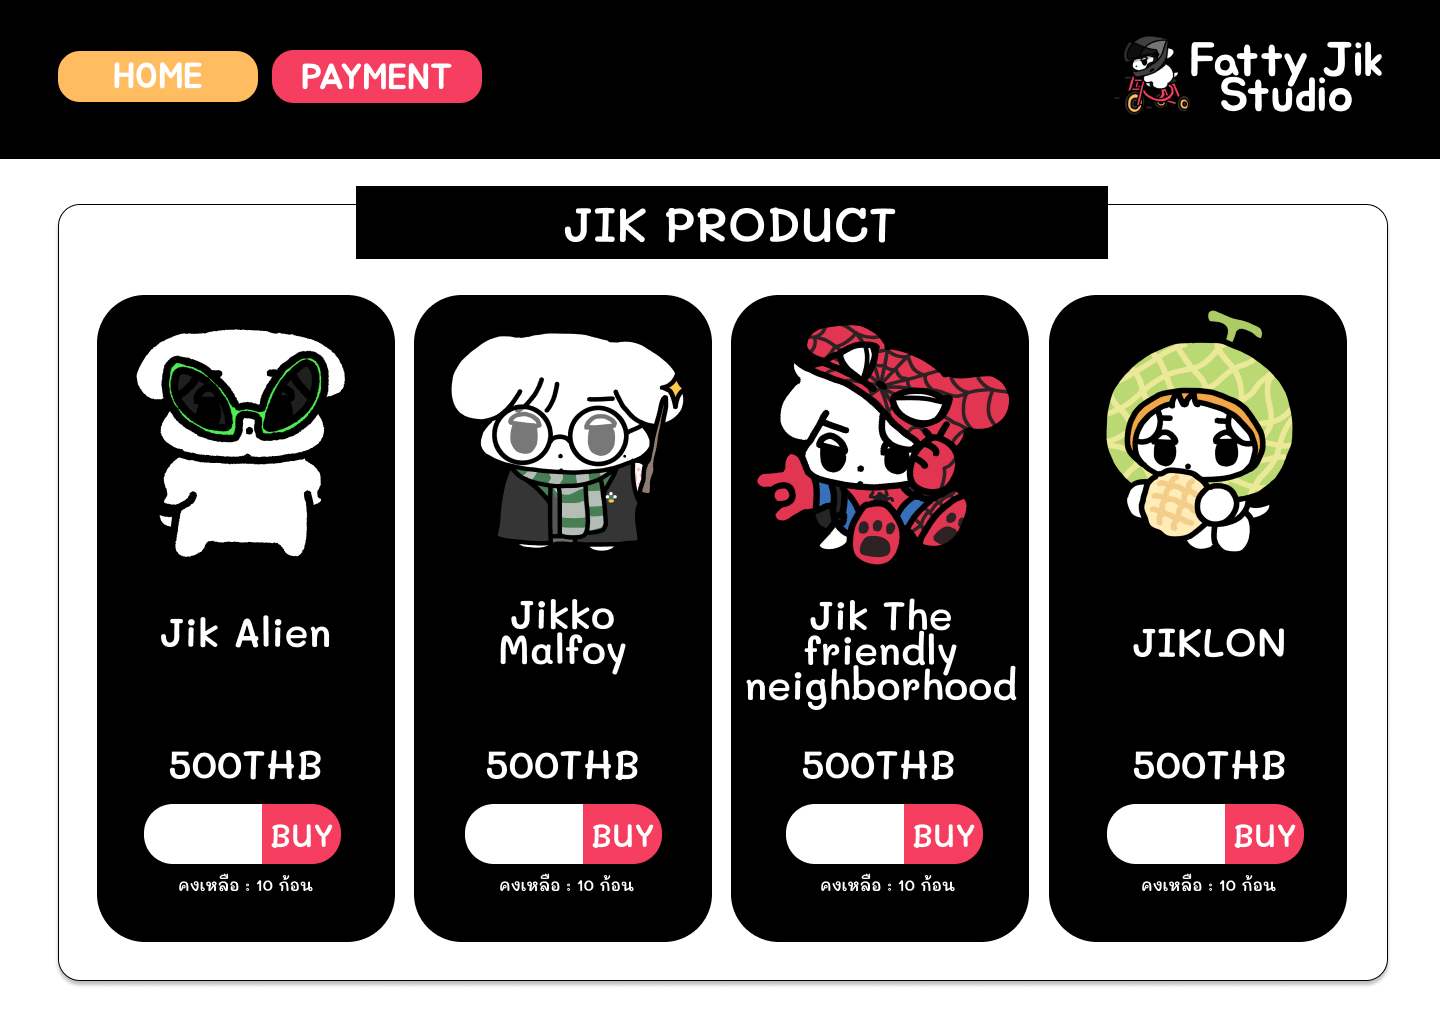 HOME
PAYMENT
Fatty Jik
Studio
JIK PRODUCT
Jik Alien
500THB
BUY
คงเหลือ : 10 ก้อน
Jikko
Malfoy
500THB
BUY
คงเหลือ : 10 ก้อน
Jik The
friendly
neighborhood
500THB
BUY
คงเหลือ : 10 ก้อน
JIKLON
500THB
BUY
คงเหลือ : 10 ก้อน